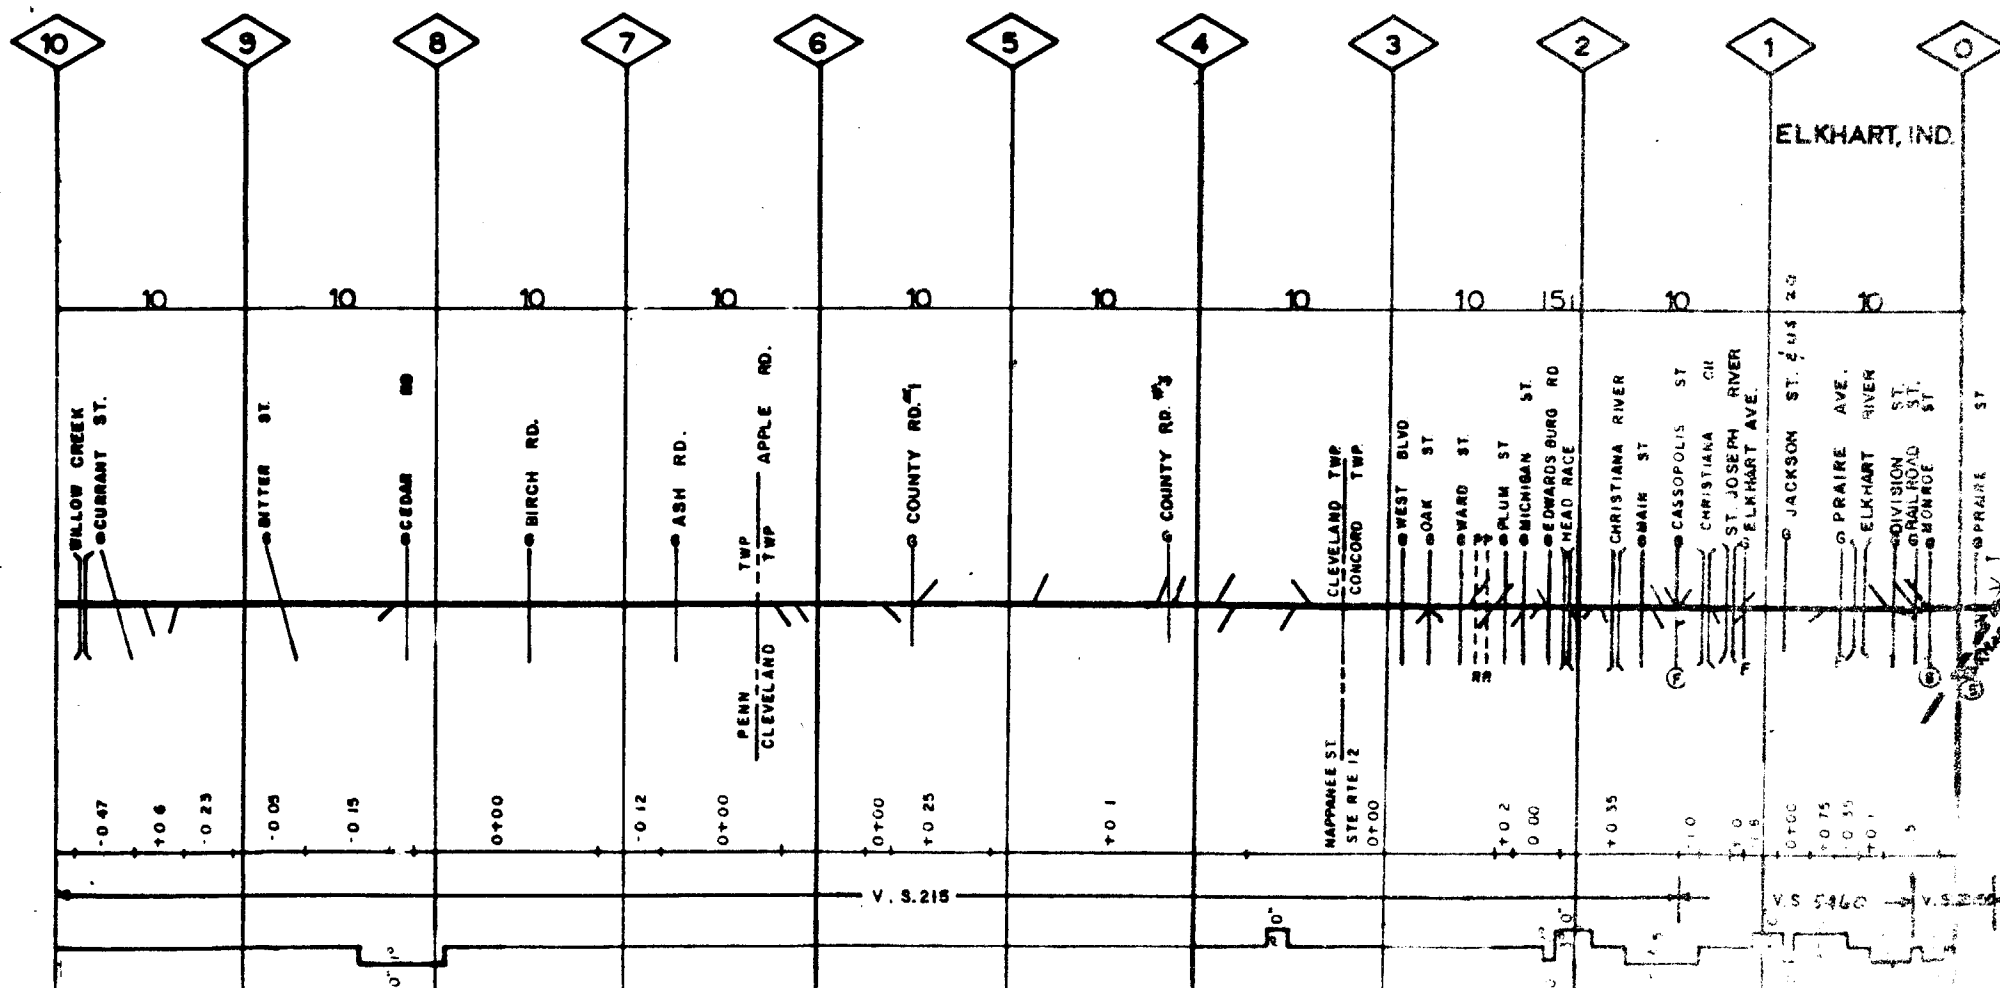 10 9 8 7 6 5 4 3 2 1 0
ELKHART, IND.
10 10 10 10 10 10 10 10 15 10 10
WILLOW CREEK
CURRANT ST.
BITTER ST.
CEDAR RD
BIRCH RD.
ASH RD.
TWP
TWP
APPLE RD.
PENN
CLEVELAND
COUNTY RD. #1
COUNTY RD. #3
CLEVELAND TWP.
CONCORD TWP.
NAPPANEE ST
STE RTE 12
WEST BLVD
OAK ST
WARD ST.
PLUM ST
MICHIGAN ST.
EDWARDSBURG RD
HEAD RACE
CHRISTIANA RIVER
MAIN ST
CASSOPOLIS ST
CHRISTIANA
ST. JOSEPH RIVER
ELKHART AVE.
JACKSON ST. & US 20
PRAIRE AVE.
ELKHART RIVER
DIVISION ST.
RAILROAD ST.
MONROE ST
PRAIRE ST
-0 47
+0 6
-0 23
-0 05
-0 15
0+00
-0 12
0+00
0+00
+0 25
+0 1
0+00
+0 2
0 00
+0 35
0+00
+0 75
V.S. 215
V.S 5460
V.S.